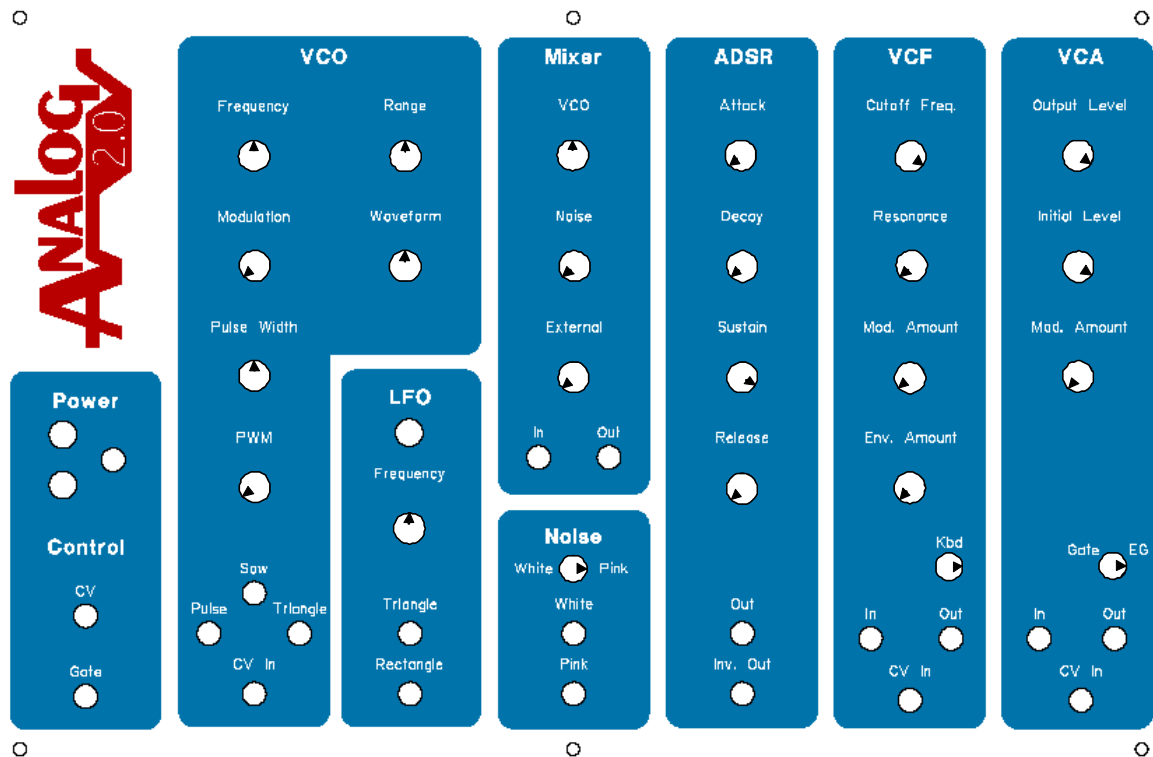 ANALOG
2.0
Power
Control
CV
Gate
VCO
Frequency
Range
Modulation
Waveform
Pulse Width
PWM
Saw
Pulse
Triangle
CV In
LFO
Frequency
Triangle
Rectangle
Mixer
VCO
Noise
External
In
Out
Noise
White
Pink
White
Pink
ADSR
Attack
Decay
Sustain
Release
Out
Inv. Out
VCF
Cutoff Freq.
Resonance
Mod. Amount
Env. Amount
Kbd
In
Out
CV In
VCA
Output Level
Initial Level
Mod. Amount
Gate
EG
In
Out
CV In